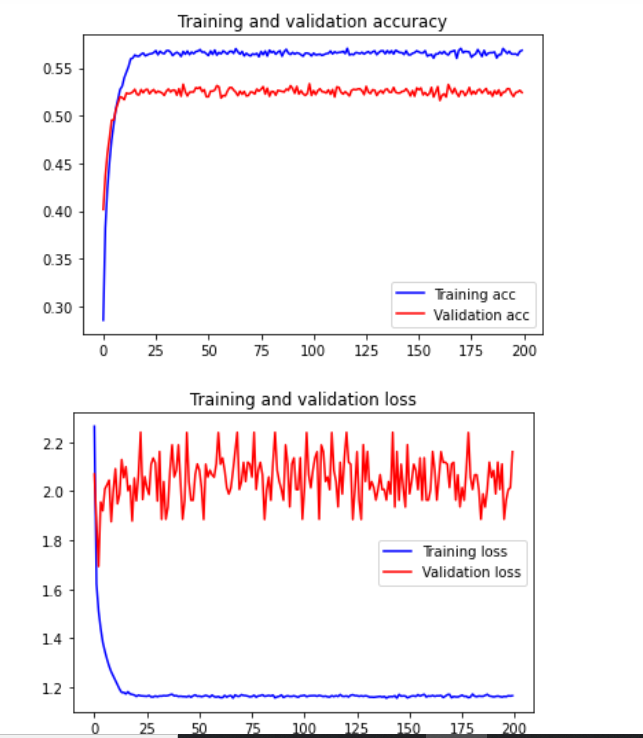 Training and validation accuracy
0.55
0.50
0.45
0.40
0.35
0.30
Training acc
Validation acc
0 25 50 75 100 125 150 175 200
Training and validation loss
2.2
2.0
1.8
1.6
1.4
1.2
Training loss
Validation loss
0 25 50 75 100 125 150 175 200